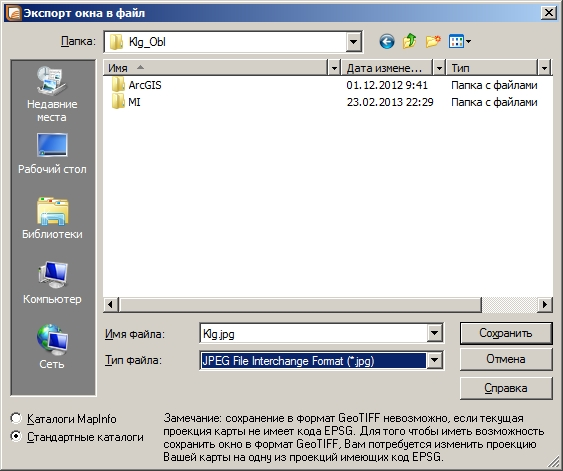 Экспорт окна в файл
Папка: Klg_Obl
Имя Дата измене... Тип
ArcGIS 01.12.2012 9:41 Папка с файлами
MI 23.02.2013 22:29 Папка с файлами
Недавние
места
Рабочий стол
Библиотеки
Компьютер
Сеть
Имя файла: Klg.jpg Сохранить
Тип файла: JPEG File Interchange Format (*.jpg) Отмена
Справка
Каталоги MapInfo
Стандартные каталоги
Замечание: сохранение в формат GeoTIFF невозможно, если текущая
проекция карты не имеет кода EPSG. Для того чтобы иметь возможность
сохранить окно в формат GeoTIFF, Вам потребуется изменить проекцию
Вашей карты на одну из проекций имеющих код EPSG.